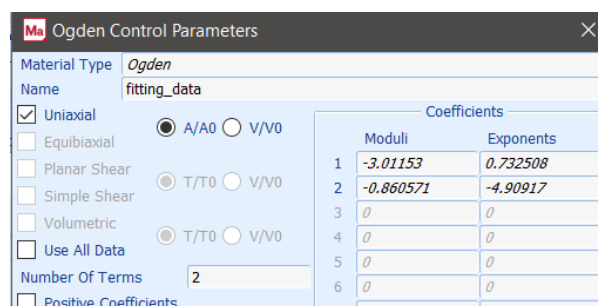 Ma Ogden Control Parameters
Material Type Ogden
Name fitting_data
Uniaxial
Equibiaxial
A/A0 V/V0
Planar Shear
Simple Shear
T/T0 V/V0
Volumetric
Use All Data
T/T0 V/V0
Number Of Terms 2
Positive Coefficients
Coefficients
Moduli Exponents
1 -3.01153 0.732508
2 -0.860571 -4.90917
3 0 0
4 0 0
5 0 0
6 0 0